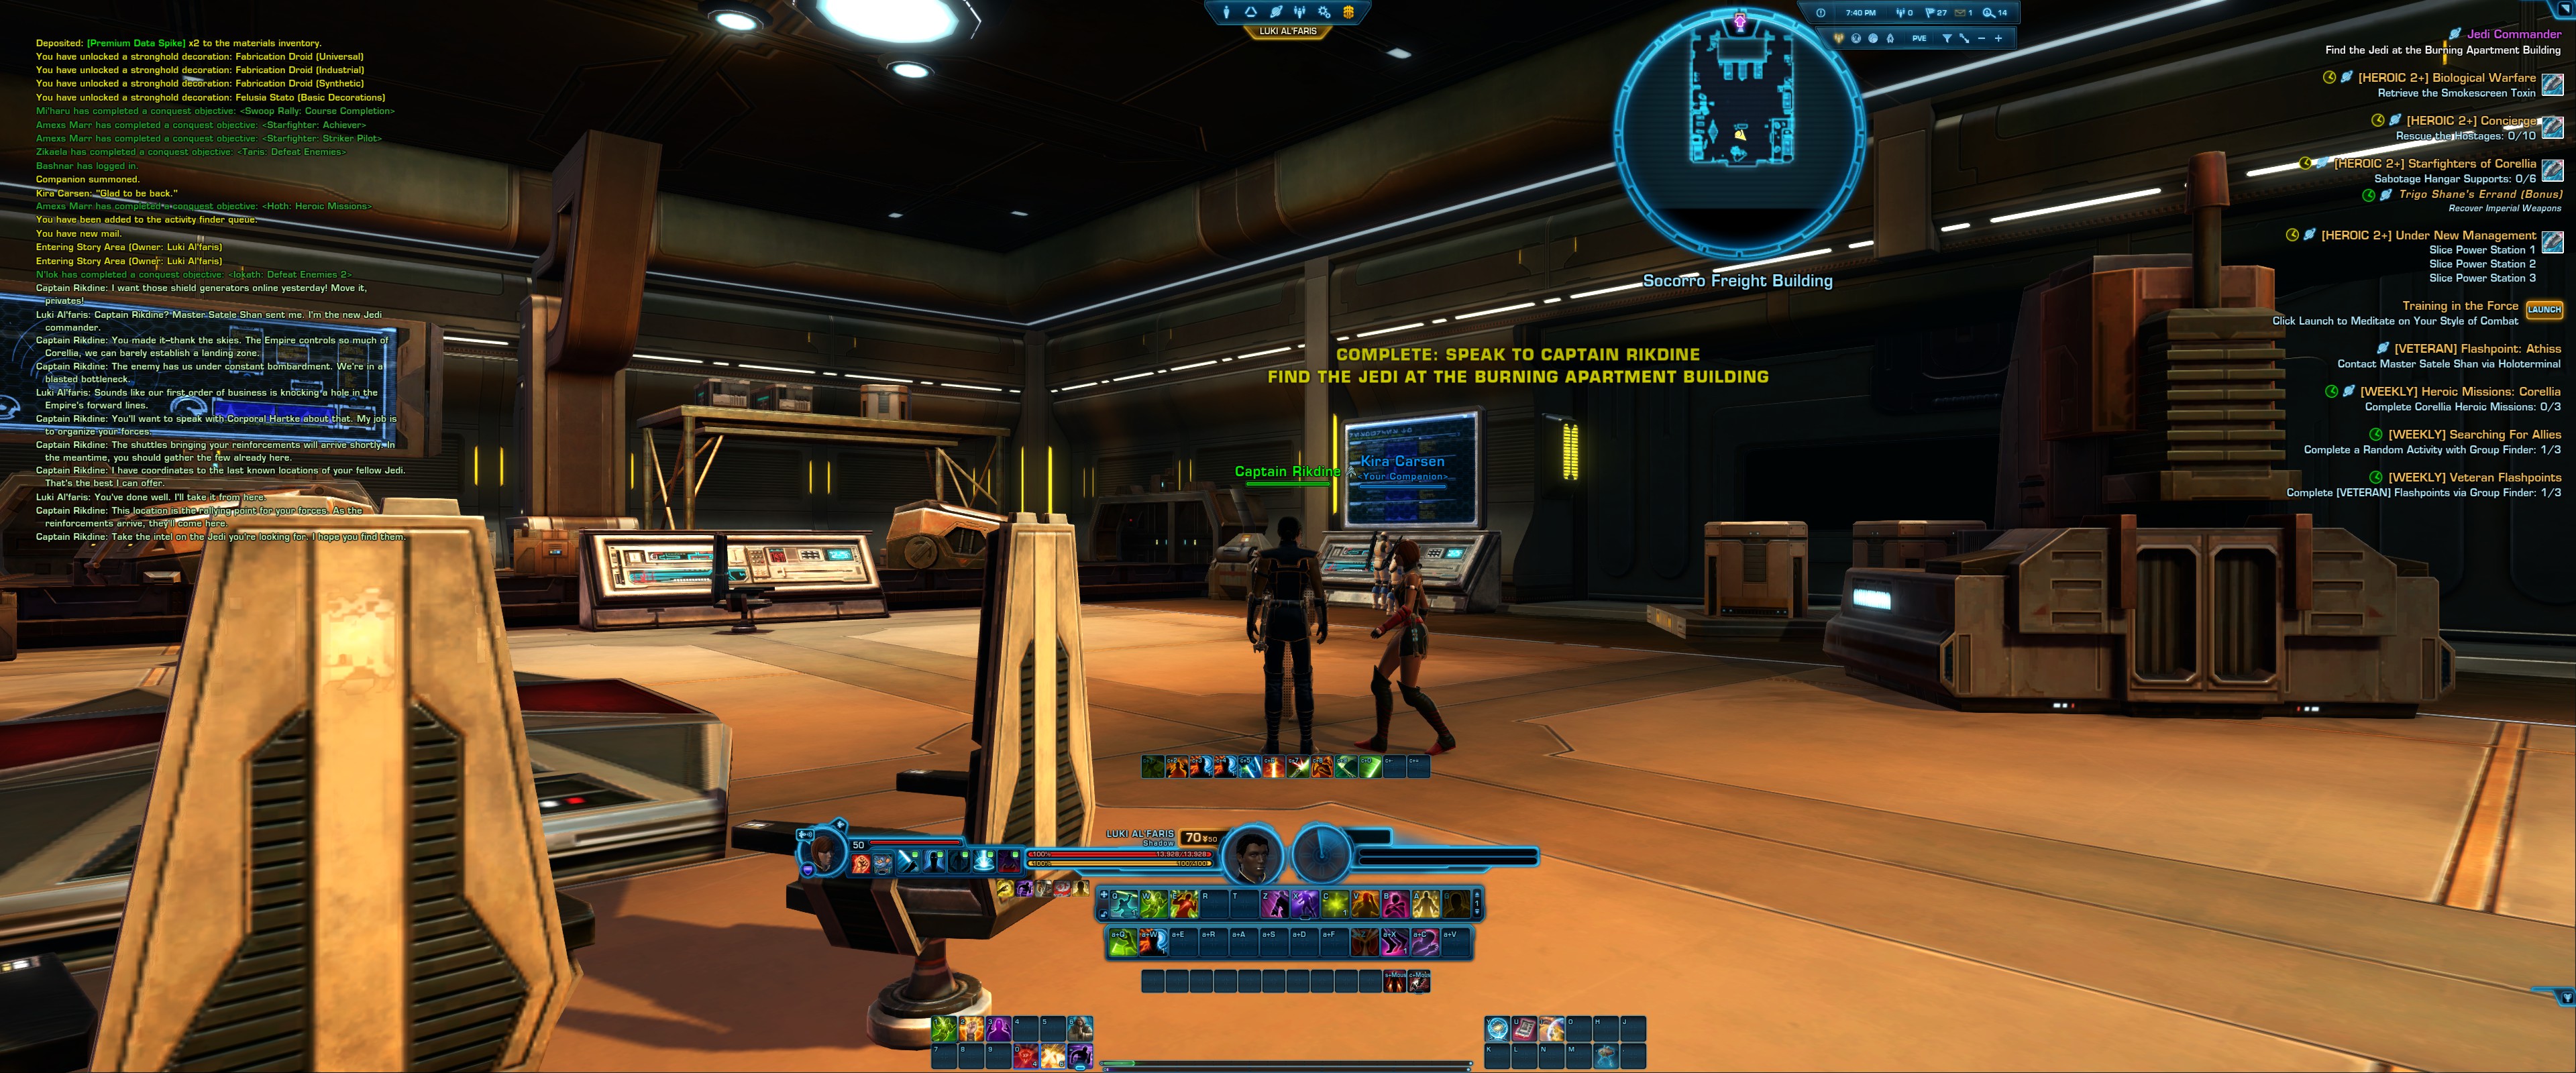 Deposited: [Premium Data Spike] x2 to the materials inventory.
You have unlocked a stronghold decoration: Fabrication Droid (Universal)
You have unlocked a stronghold decoration: Fabrication Droid (Industrial)
You have unlocked a stronghold decoration: Fabrication Droid (Synthetic)
You have unlocked a stronghold decoration: Felusia Stato (Basic Decorations)
Mi'haru has completed a conquest objective: <Swoop Rally: Course Completion>
Amexs Marr has completed a conquest objective: <Starfighter: Achiever>
Amexs Marr has completed a conquest objective: <Starfighter: Striker Pilot>
Zikaela has completed a conquest objective: <Taris: Defeat Enemies>
Bashnar has logged in.
Companion summoned.
Kira Carsen: "Glad to be back."
Amexs Marr has completed a conquest objective: <Hoth: Heroic Missions>
You have been added to the activity finder queue.
You have new mail.
Entering Story Area (Owner: Luki Al'faris)
Entering Story Area (Owner: Luki Al'faris)
N'lok has completed a conquest objective: <Iokath: Defeat Enemies 2>
Captain Rikdine: I want those shield generators online yesterday! Move it,
privates!
Luki Al'faris: Captain Rikdine? Master Satele Shan sent me. I'm the new Jedi
commander.
Captain Rikdine: You made it–thank the skies. The Empire controls so much of
Corellia, we can barely establish a landing zone.
Captain Rikdine: The enemy has us under constant bombardment. We're in a
blasted bottleneck.
Luki Al'faris: Sounds like our first order of business is knocking a hole in the
Empire's forward lines.
Captain Rikdine: You'll want to speak with Corporal Hartke about that. My job is
to organize your forces.
Captain Rikdine: The shuttles bringing your reinforcements will arrive shortly. In
the meantime, you should gather the few already here.
Captain Rikdine: I have coordinates to the last known locations of your fellow Jedi.
That's the best I can offer.
Luki Al'faris: You've done well. I'll take it from here.
Captain Rikdine: This location is the rallying point for your forces. As the
reinforcements arrive, they'll come here.
Captain Rikdine: Take the intel on the Jedi you're looking for. I hope you find them.
LUKI AL'FARIS
7:40 PM
0
27
1
14
PVE
Socorro Freight Building
COMPLETE: SPEAK TO CAPTAIN RIKDINE
FIND THE JEDI AT THE BURNING APARTMENT BUILDING
Captain Rikdine
Kira Carsen
<Your Companion>
Jedi Commander
Find the Jedi at the Burning Apartment Building
[HEROIC 2+] Biological Warfare
Retrieve the Smokescreen Toxin
[HEROIC 2+] Concierge
Rescue the Hostages: 0/10
[HEROIC 2+] Starfighters of Corellia
Sabotage Hangar Supports: 0/6
Trigo Shane's Errand (Bonus)
Recover Imperial Weapons
[HEROIC 2+] Under New Management
Slice Power Station 1
Slice Power Station 2
Slice Power Station 3
Training in the Force
LAUNCH
Click Launch to Meditate on Your Style of Combat
[VETERAN] Flashpoint: Athiss
Contact Master Satele Shan via Holoterminal
[WEEKLY] Heroic Missions: Corellia
Complete Corellia Heroic Missions: 0/3
[WEEKLY] Searching For Allies
Complete a Random Activity with Group Finder: 1/3
[WEEKLY] Veteran Flashpoints
Complete [VETERAN] Flashpoints via Group Finder: 1/3
LUKI AL'FARIS
Shadow
70 50
50
100% 13,928/13,928
100% 100/100
R T Z C V B
a+Q a+W a+E a+R a+A a+S a+D a+F a+X a+C a+V
4 5
7 8 9
U O H J
K L N M